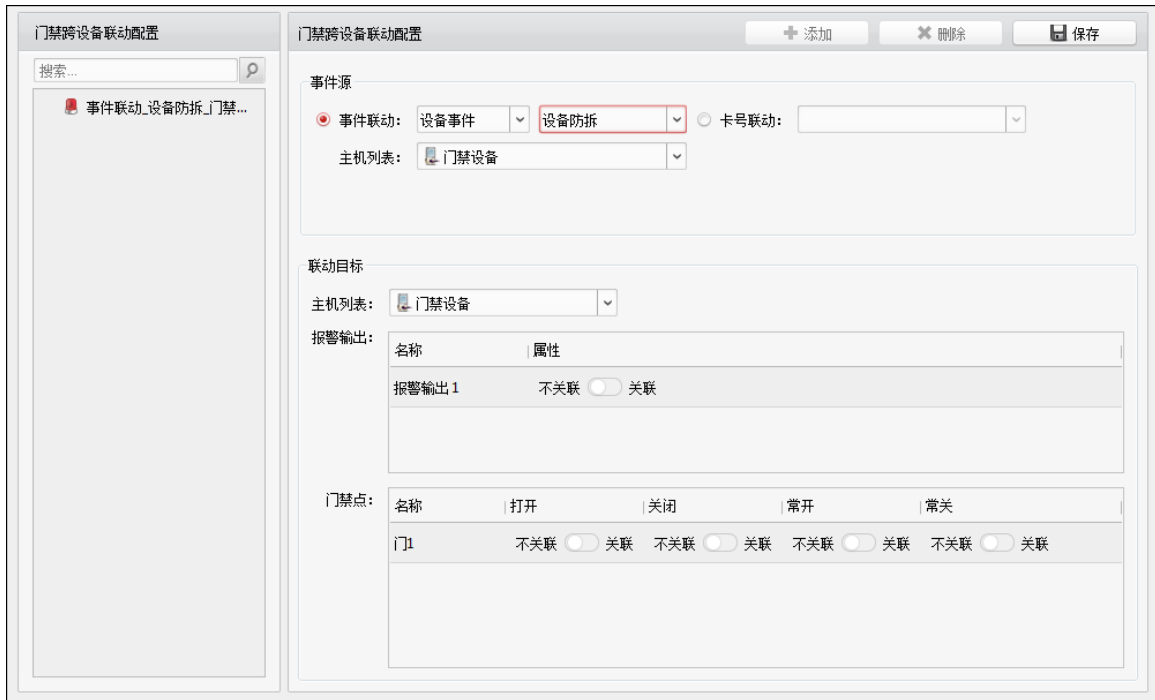 门禁跨设备联动配置
搜索...
事件联动_设备防拆_门禁...
门禁跨设备联动配置
添加 删除 保存
事件源
事件联动: 设备事件 设备防拆 卡号联动:
主机列表: 门禁设备
联动目标
主机列表: 门禁设备
报警输出:
名称 属性
报警输出1 不关联 关联
门禁点:
名称 打开 关闭 常开 常关
门1 不关联 关联 不关联 关联 不关联 关联 不关联 关联